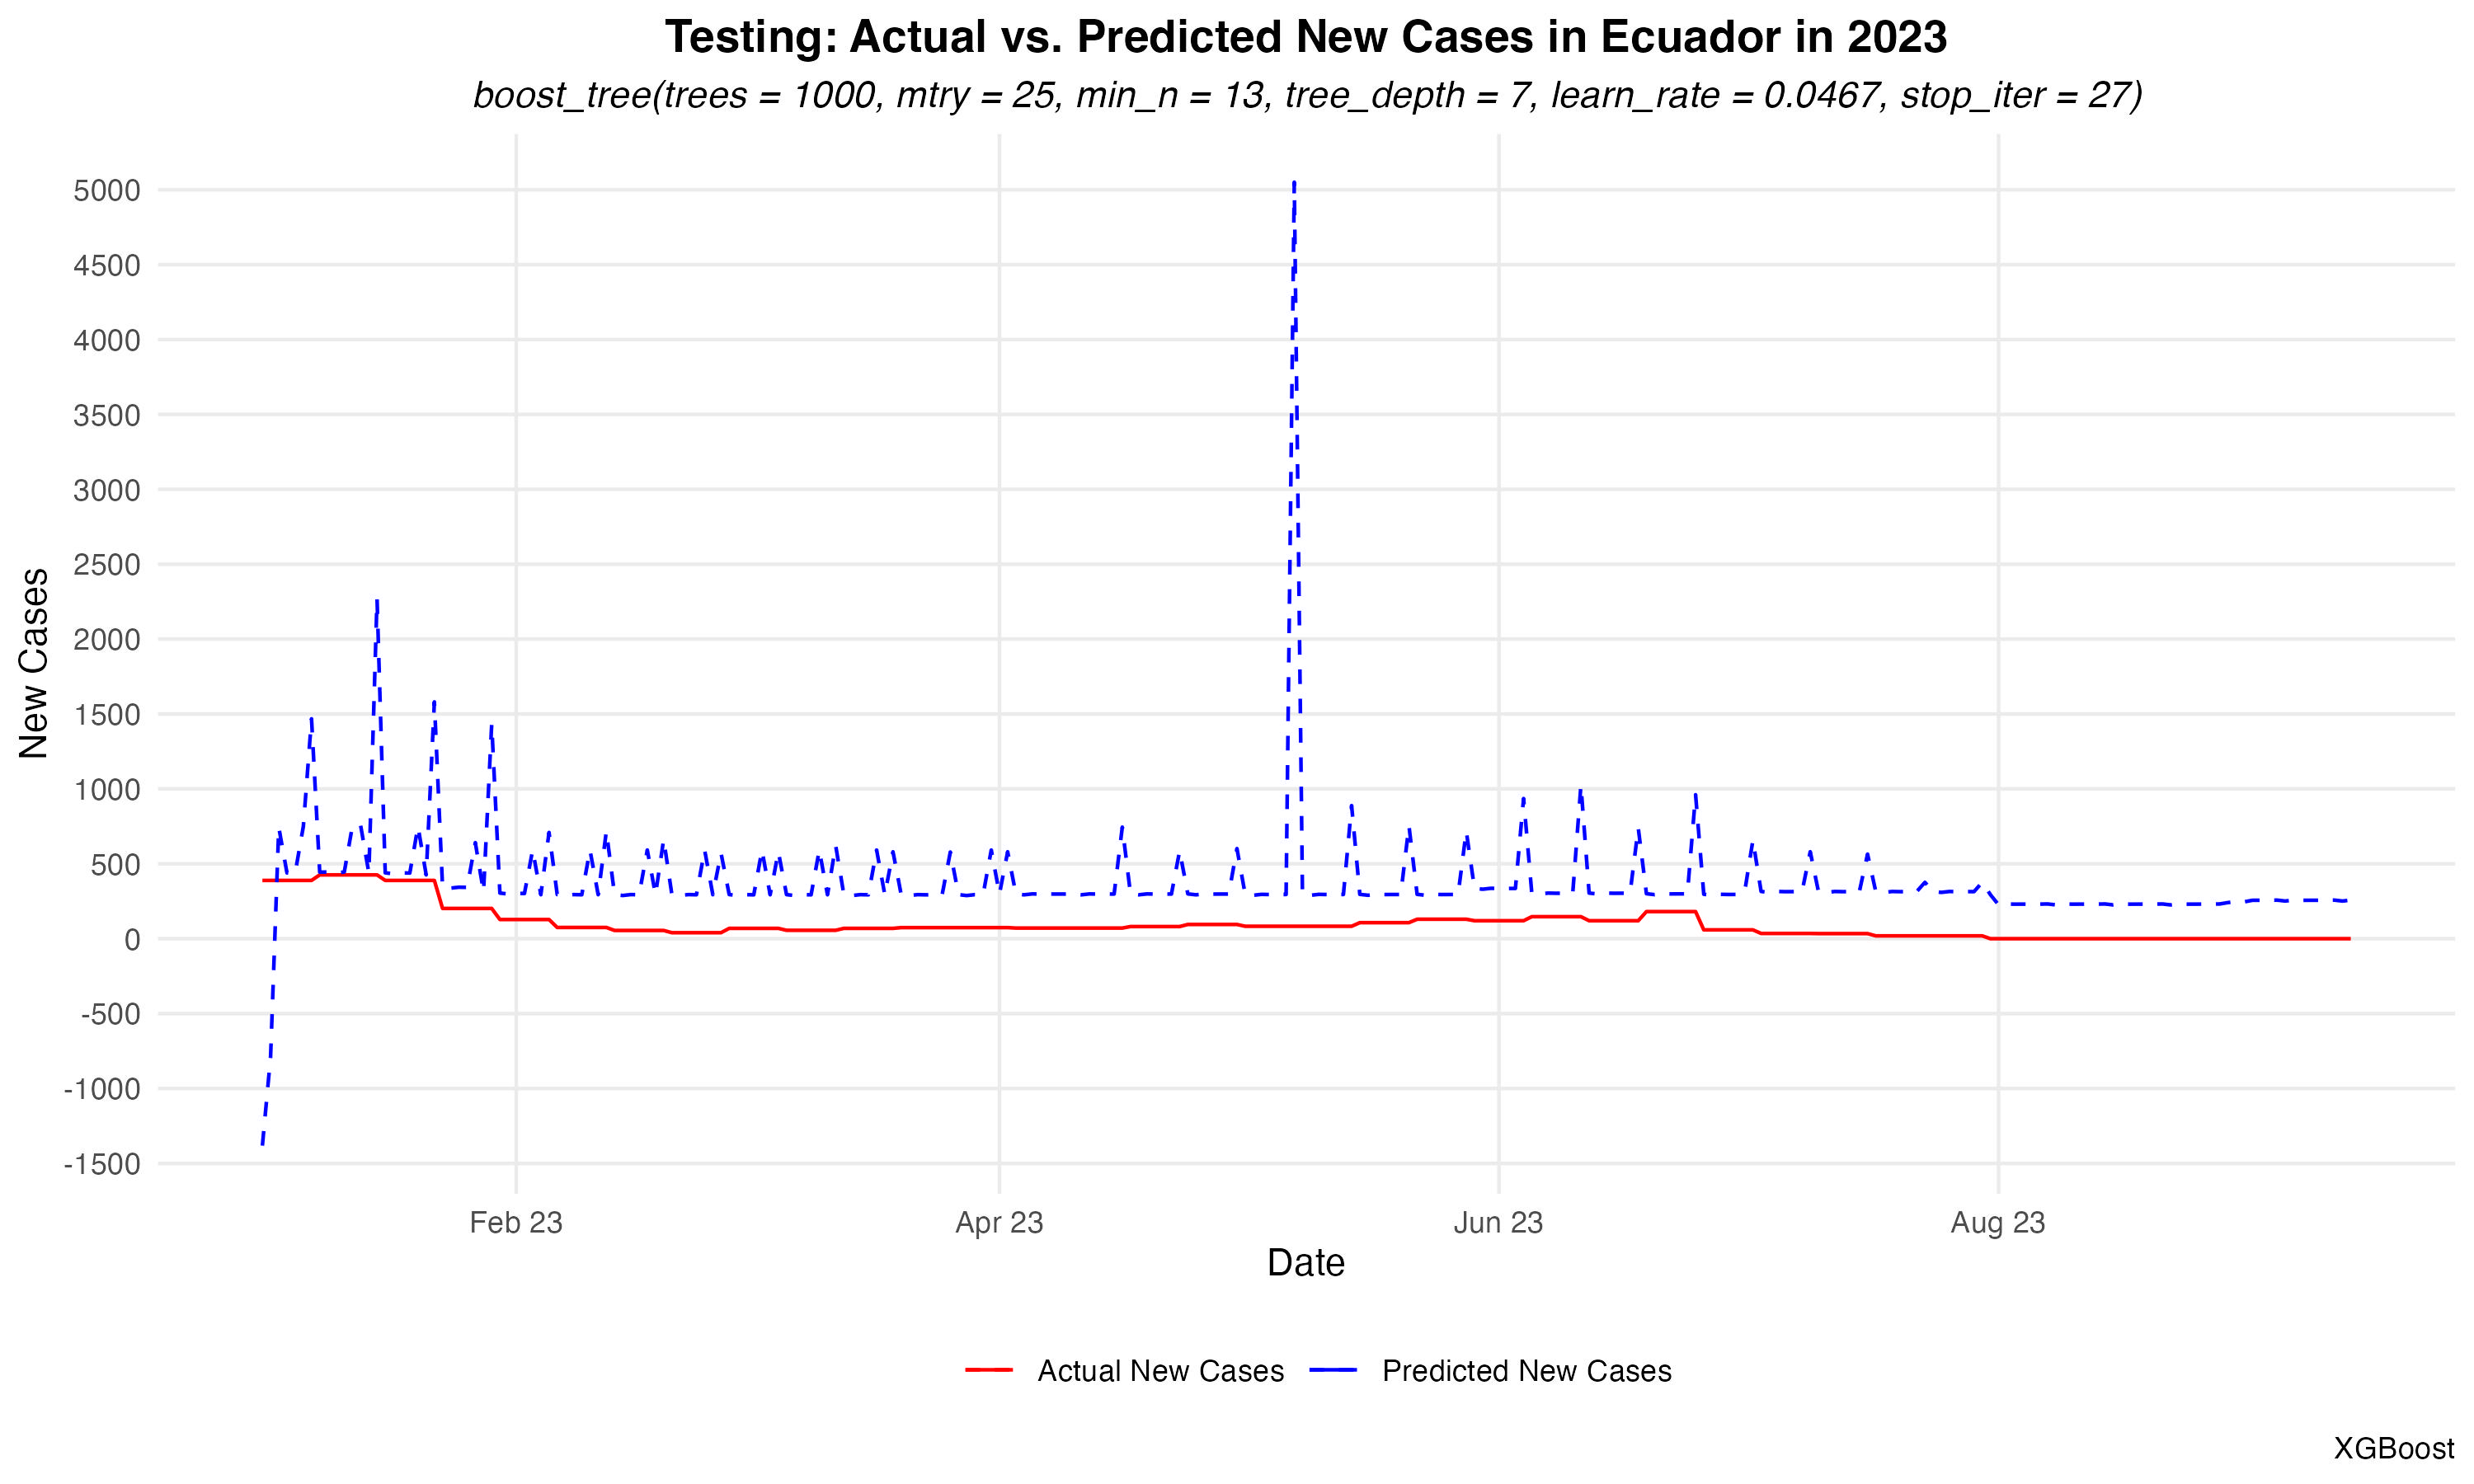 Testing: Actual vs. Predicted New Cases in Ecuador in 2023
boost_tree(trees = 1000, mtry = 25, min_n = 13, tree_depth = 7, learn_rate = 0.0467, stop_iter = 27)
New Cases
5000
4500
4000
3500
3000
2500
2000
1500
1000
500
0
-500
-1000
-1500
Feb 23 Apr 23 Jun 23 Aug 23
Date
Actual New Cases Predicted New Cases
XGBoost